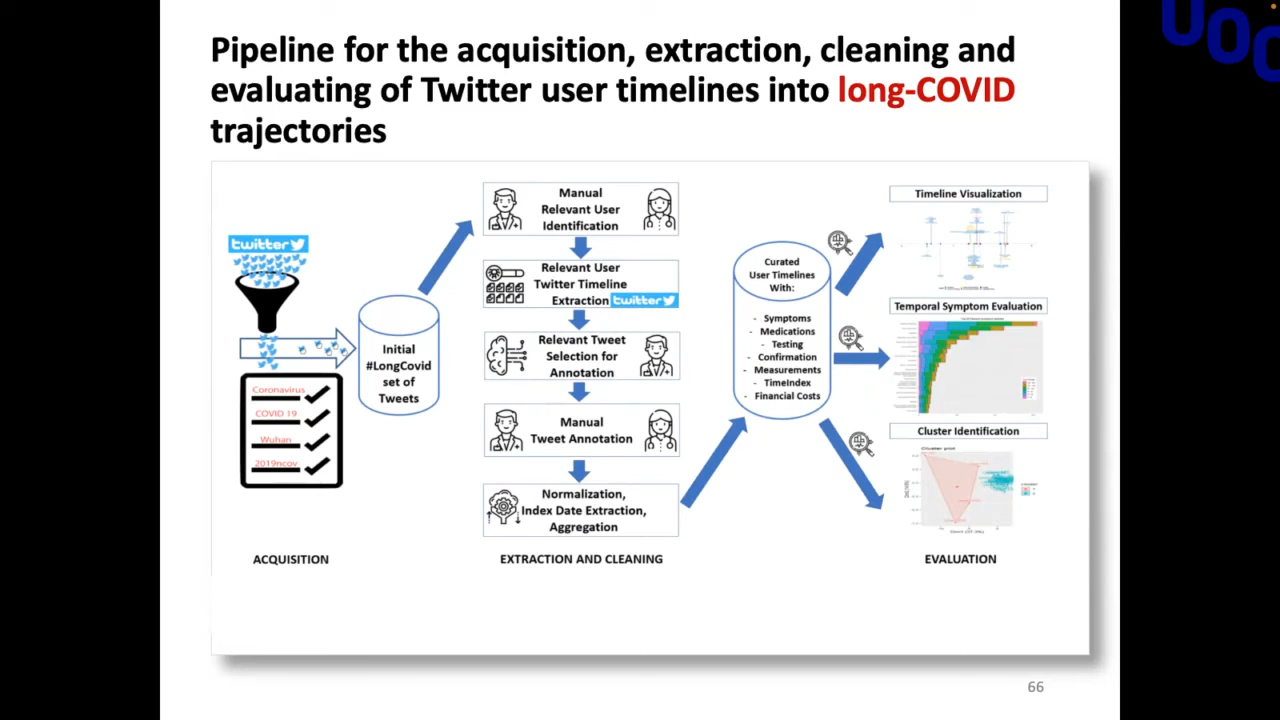 UOC
Pipeline for the acquisition, extraction, cleaning and
evaluating of Twitter user timelines into long-COVID
trajectories
twitter
Coronavirus
COVID 19
Wuhan
2019ncov
ACQUISITION
Initial
#LongCovid
set of
Tweets
Manual
Relevant User
Identification
Relevant User
Twitter Timeline
Extraction twitter
Relevant Tweet
Selection for
Annotation
Manual
Tweet Annotation
Normalization,
Index Date Extraction,
Aggregation
EXTRACTION AND CLEANING
Curated
User Timelines
With:
- Symptoms
- Medications
- Testing
- Confirmation
- Measurements
- TimeIndex
- Financial Costs
Timeline Visualization
Temporal Symptom Evaluation
Cluster Identification
Cluster plot
EVALUATION
66